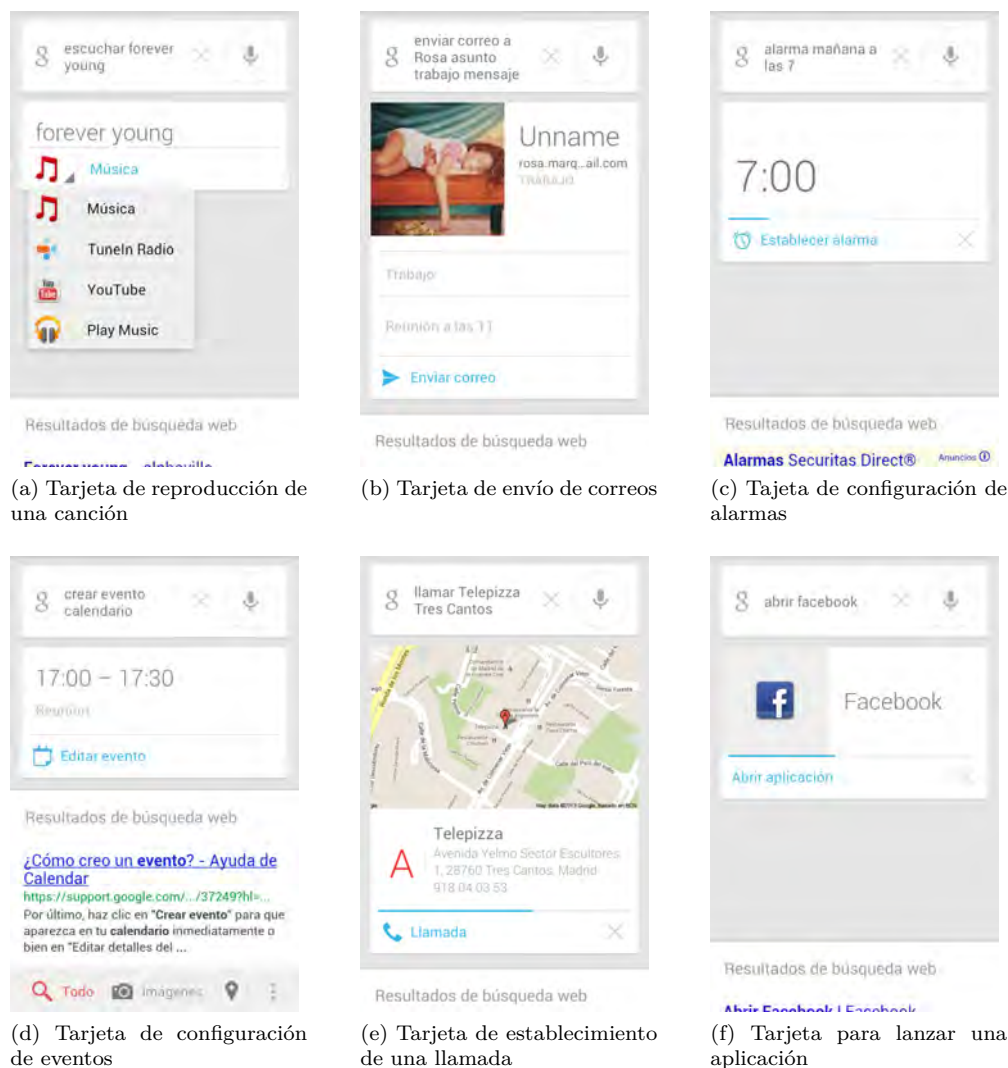 escuchar forever
young
forever young
Música
Música
TuneIn Radio
YouTube
Play Music
Resultados de búsqueda web
(a) Tarjeta de reproducción de
una canción
enviar correo a
Rosa asunto
trabajo mensaje
Unname
rosa.marq...ail.com
TRABAJO
Trabajo
Reunión a las 11
Enviar correo
Resultados de búsqueda web
(b) Tarjeta de envío de correos
alarma mañana a
las 7
7:00
Establecer alarma
Resultados de búsqueda web
Alarmas Securitas Direct® Anuncios
(c) Tajeta de configuración de
alarmas
crear evento
calendario
17:00 – 17:30
Reunión
Editar evento
Resultados de búsqueda web
¿Cómo creo un evento? - Ayuda de
Calendar
https://support.google.com/.../37249?hl=...
Por último, haz clic en "Crear evento" para que
aparezca en tu calendario inmediatamente o
bien en "Editar detalles del ...
Todo Imágenes
(d) Tarjeta de configuración
de eventos
llamar Telepizza
Tres Cantos
Telepizza
Avenida Yelmo Sector Escultores
1, 28760 Tres Cantos, Madrid
918 04 03 53
A
Llamada
Resultados de búsqueda web
(e) Tarjeta de establecimiento
de una llamada
abrir facebook
Facebook
Abrir aplicación
Resultados de búsqueda web
Abrir Facebook | Facebook
(f) Tarjeta para lanzar una
aplicación